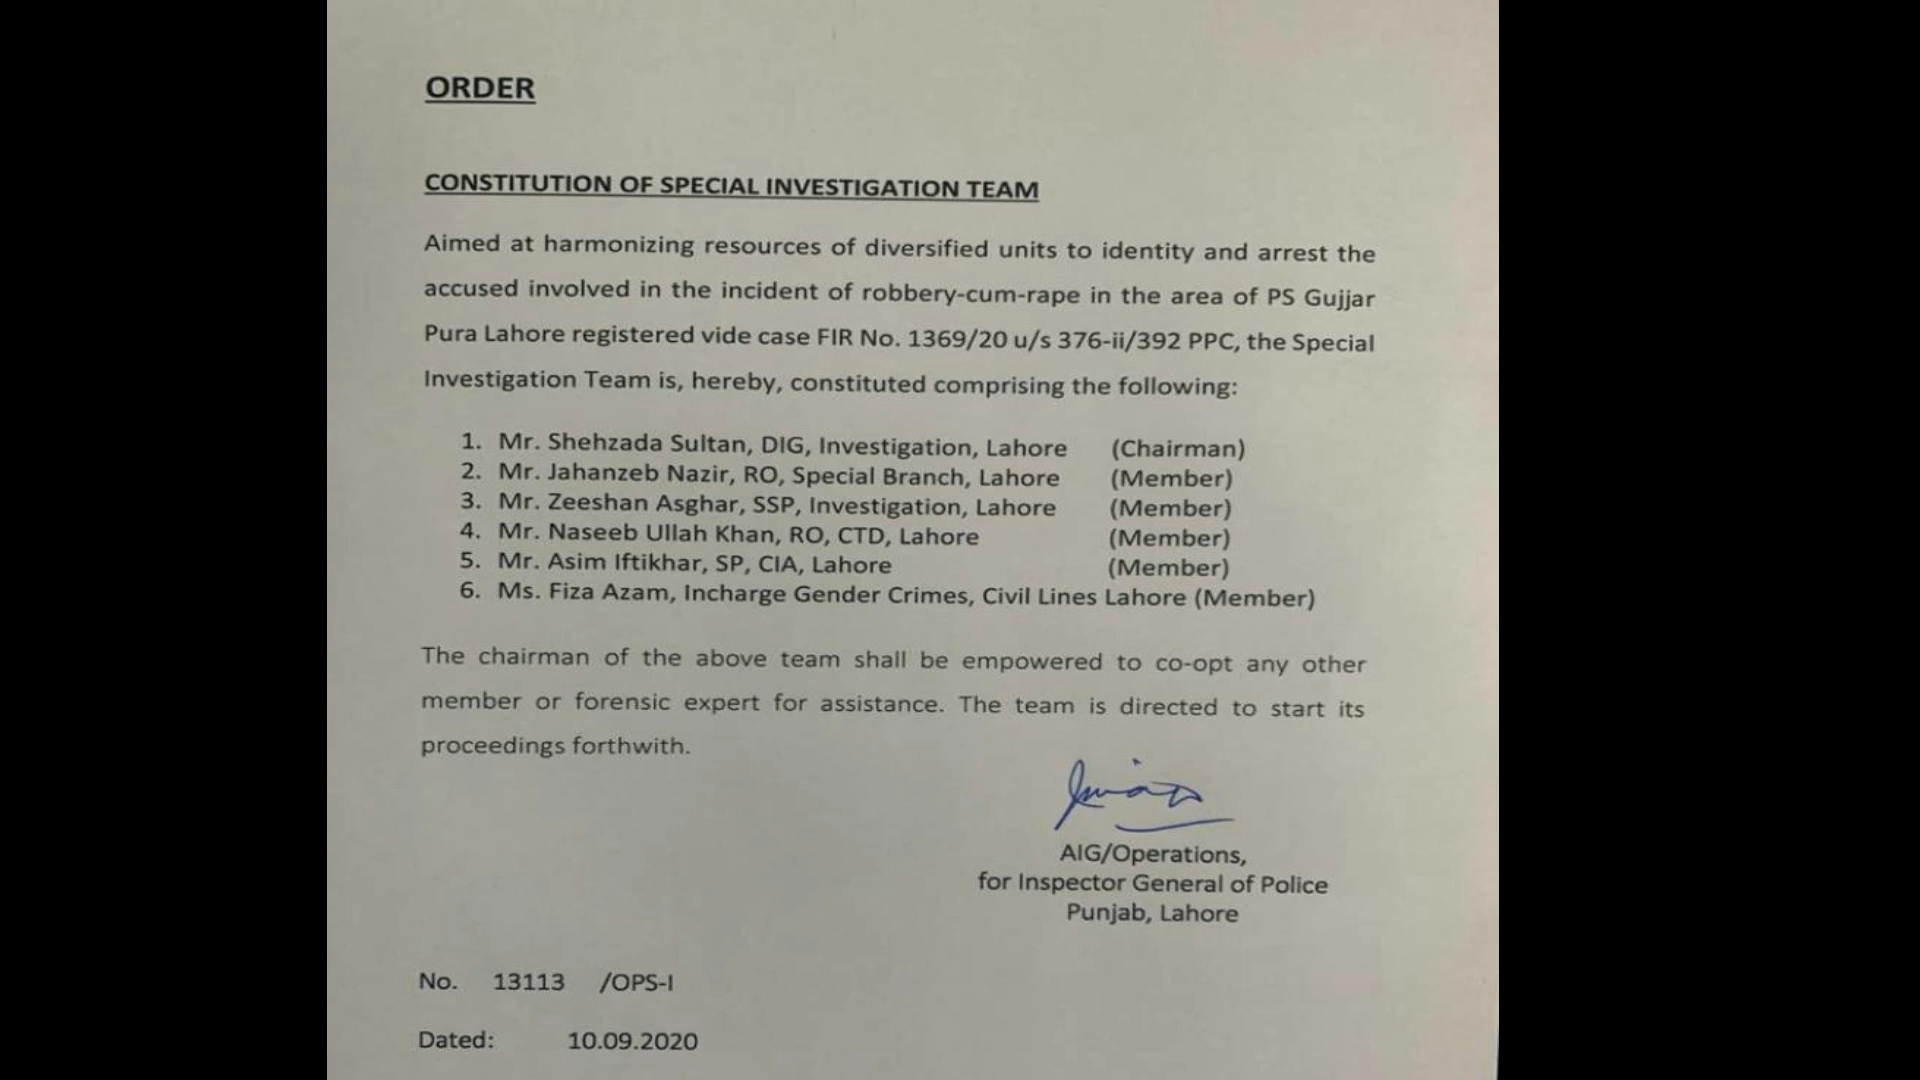 ORDER
CONSTITUTION OF SPECIAL INVESTIGATION TEAM
Aimed at harmonizing resources of diversified units to identity and arrest the
accused involved in the incident of robbery-cum-rape in the area of PS Gujjar
Pura Lahore registered vide case FIR No. 1369/20 u/s 376-ii/392 PPC, the Special
Investigation Team is, hereby, constituted comprising the following:
1. Mr. Shehzada Sultan, DIG, Investigation, Lahore (Chairman)
2. Mr. Jahanzeb Nazir, RO, Special Branch, Lahore (Member)
3. Mr. Zeeshan Asghar, SSP, Investigation, Lahore (Member)
4. Mr. Naseeb Ullah Khan, RO, CTD, Lahore (Member)
5. Mr. Asim Iftikhar, SP, CIA, Lahore (Member)
6. Ms. Fiza Azam, Incharge Gender Crimes, Civil Lines Lahore (Member)
The chairman of the above team shall be empowered to co-opt any other
member or forensic expert for assistance. The team is directed to start its
proceedings forthwith.
AIG/Operations,
for Inspector General of Police
Punjab, Lahore
No. 13113 /OPS-I
Dated: 10.09.2020